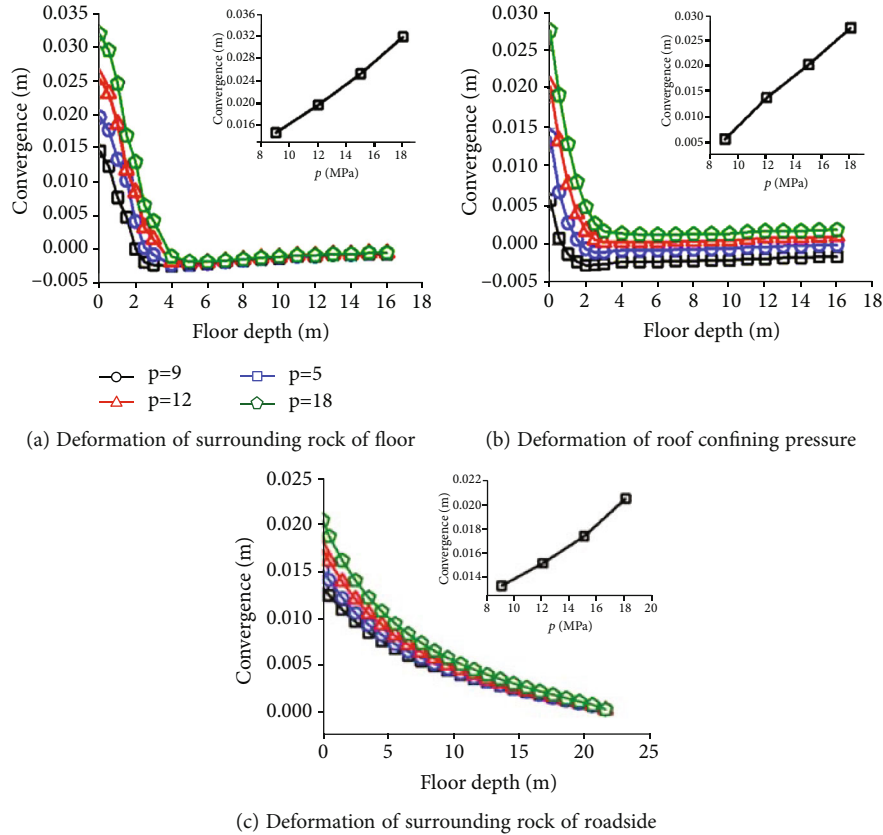 0.035
0.030
0.025
0.020
0.015
0.010
0.005
0.000
−0.005
Convergence (m)
0 2 4 6 8 10 12 14 16 18
Floor depth (m)
0.036
0.032
0.028
0.024
0.020
0.016
Convergence (m)
8 10 12 14 16 18
p (MPa)
0.030
0.025
0.020
0.015
0.010
0.005
0.000
−0.005
Convergence (m)
0 2 4 6 8 10 12 14 16 18
Floor depth (m)
0.030
0.025
0.020
0.015
0.010
0.005
Convergence (m)
8 10 12 14 16 18
p (MPa)
p=9 p=5
p=12 p=18
(a) Deformation of surrounding rock of floor
(b) Deformation of roof confining pressure
0.025
0.020
0.015
0.010
0.005
0.000
Convergence (m)
0 5 10 15 20 25
Floor depth (m)
0.022
0.020
0.018
0.016
0.014
Convergence (m)
8 10 12 14 16 18 20
p (MPa)
(c) Deformation of surrounding rock of roadside